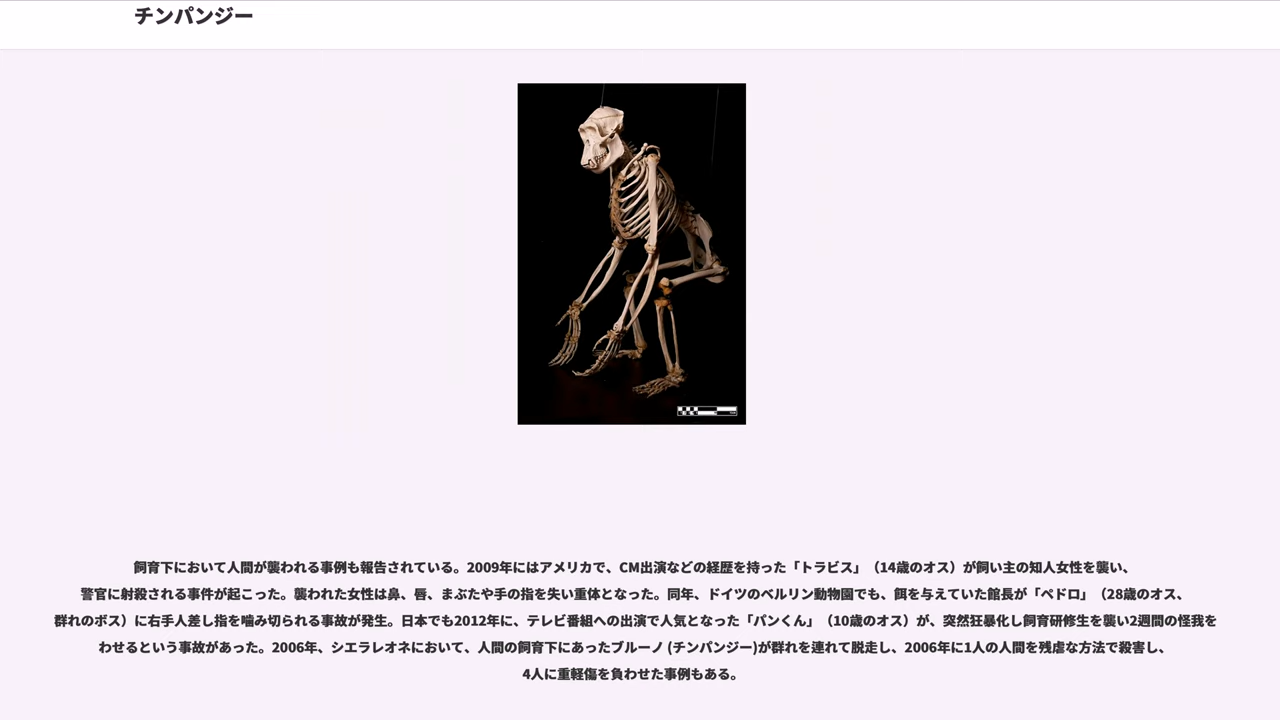 チンパンジー
飼育下において人間が襲われる事例も報告されている。2009年にはアメリカで、CM出演などの経歴を持った「トラビス」（14歳のオス）が飼い主の知人女性を襲い、
警官に射殺される事件が起こった。襲われた女性は鼻、唇、まぶたや手の指を失い重体となった。同年、ドイツのベルリン動物園でも、餌を与えていた館長が「ペドロ」（28歳のオス、
群れのボス）に右手人差し指を噛み切られる事故が発生。日本でも2012年に、テレビ番組への出演で人気となった「パンくん」（10歳のオス）が、突然狂暴化し飼育研修生を襲い2週間の怪我を
わせるという事故があった。2006年、シエラレオネにおいて、人間の飼育下にあったブルーノ (チンパンジー)が群れを連れて脱走し、2006年に1人の人間を残虐な方法で殺害し、
4人に重軽傷を負わせた事例もある。